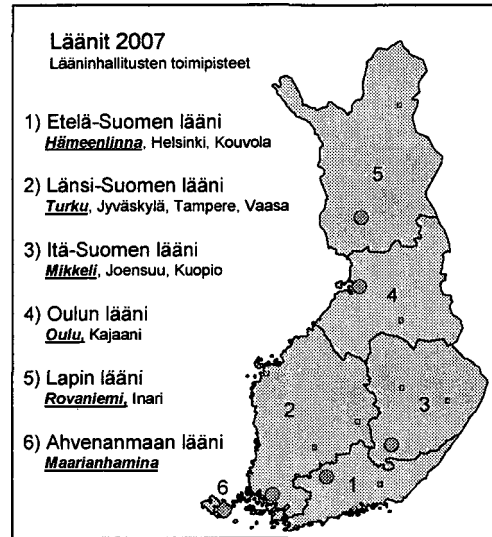 Läänit 2007
Lääninhallitusten toimipisteet
1) Etelä-Suomen lääni
Hämeenlinna, Helsinki, Kouvola
2) Länsi-Suomen lääni
Turku, Jyväskylä, Tampere, Vaasa
3) Itä-Suomen lääni
Mikkeli, Joensuu, Kuopio
4) Oulun lääni
Oulu, Kajaani
5) Lapin lääni
Rovaniemi, Inari
6) Ahvenanmaan lääni
Maarianhamina
5
4
3
2
1
6